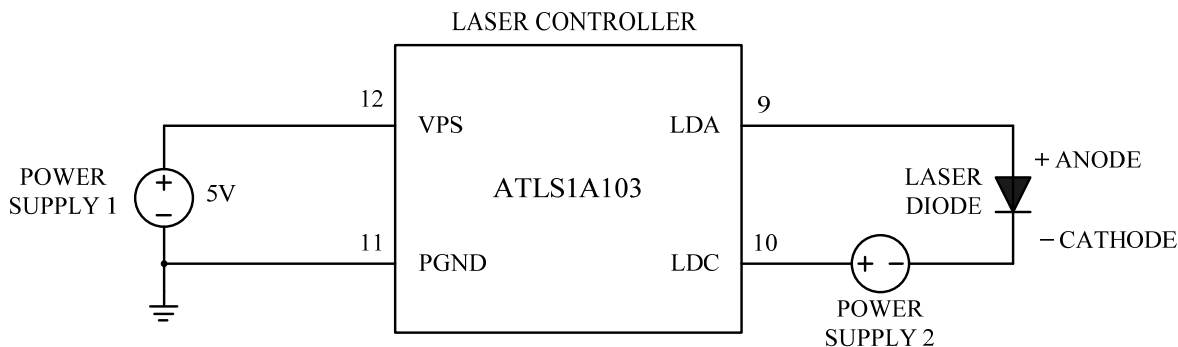 LASER CONTROLLER
12
VPS
LDA
9
POWER
SUPPLY 1
+
−
5V
ATLS1A103
LASER
DIODE
+ ANODE
− CATHODE
11
PGND
LDC
10
+ -
POWER
SUPPLY 2